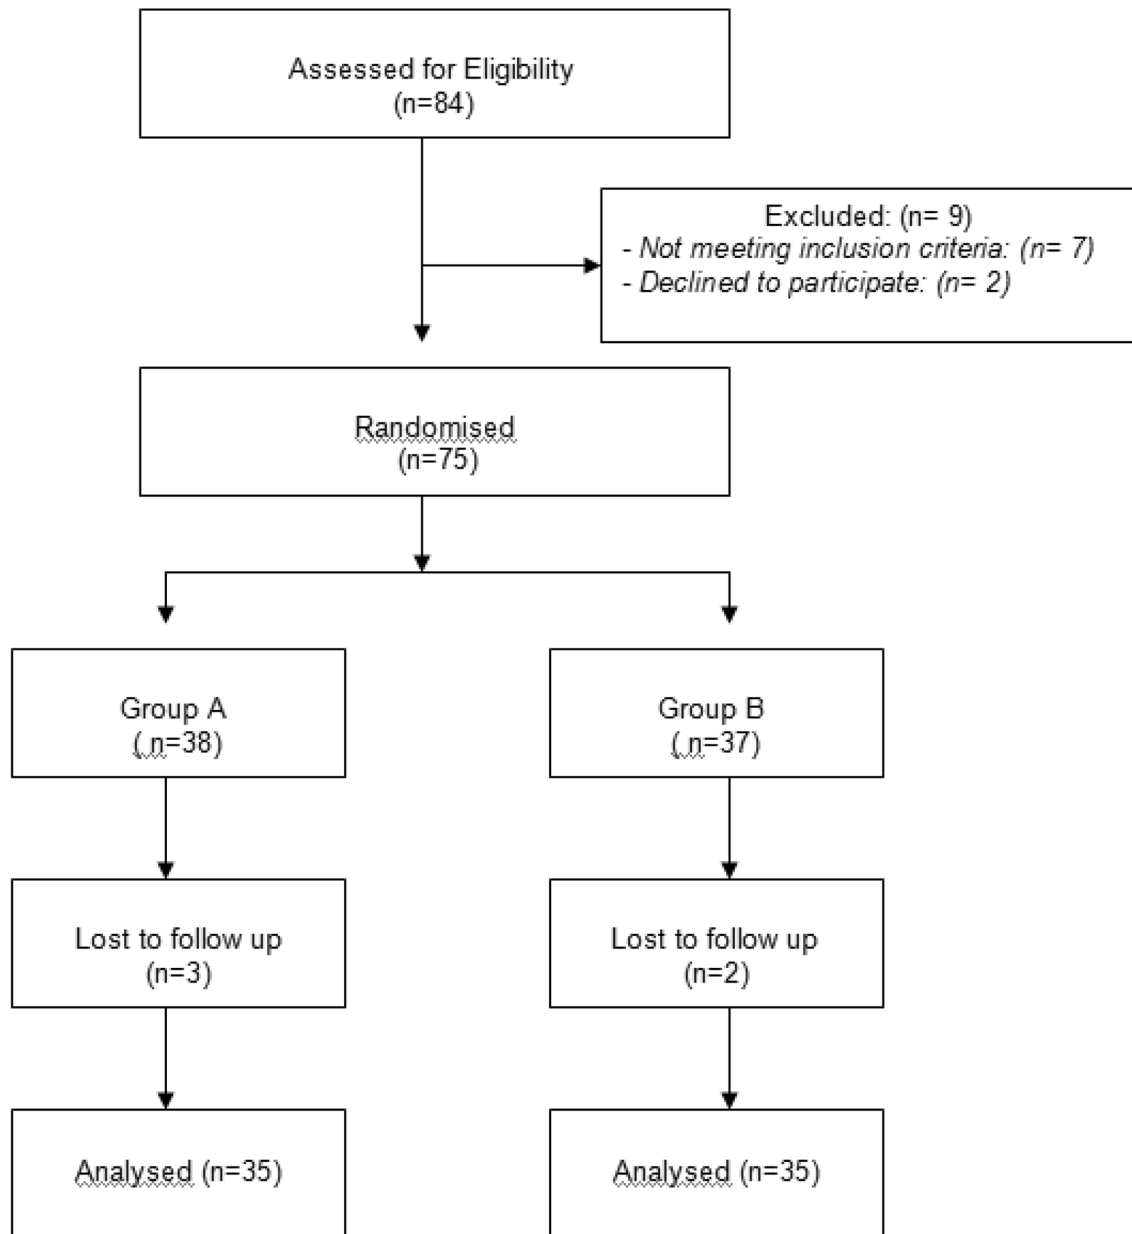 Assessed for Eligibility
(n=84)
Excluded: (n= 9)
- Not meeting inclusion criteria: (n= 7)
- Declined to participate: (n= 2)
Randomised
(n=75)
Group A
( n=38)
Group B
( n=37)
Lost to follow up
(n=3)
Lost to follow up
(n=2)
Analysed (n=35)
Analysed (n=35)